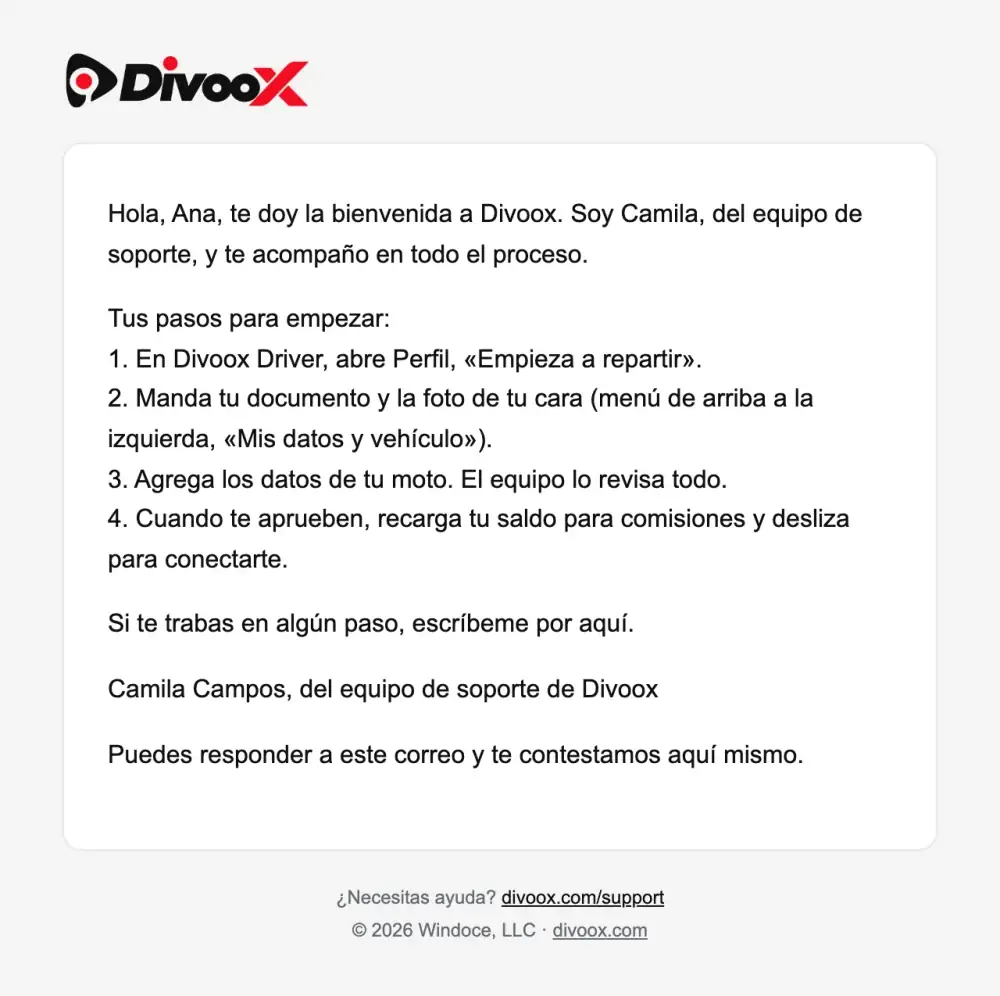 DivooX
Hola, Ana, te doy la bienvenida a Divoox. Soy Camila, del equipo de
soporte, y te acompaño en todo el proceso.
Tus pasos para empezar:
1. En Divoox Driver, abre Perfil, «Empieza a repartir».
2. Manda tu documento y la foto de tu cara (menú de arriba a la
izquierda, «Mis datos y vehículo»).
3. Agrega los datos de tu moto. El equipo lo revisa todo.
4. Cuando te aprueben, recarga tu saldo para comisiones y desliza
para conectarte.
Si te trabas en algún paso, escríbeme por aquí.
Camila Campos, del equipo de soporte de Divoox
Puedes responder a este correo y te contestamos aquí mismo.
¿Necesitas ayuda? divoox.com/support
© 2026 Windoce, LLC · divoox.com